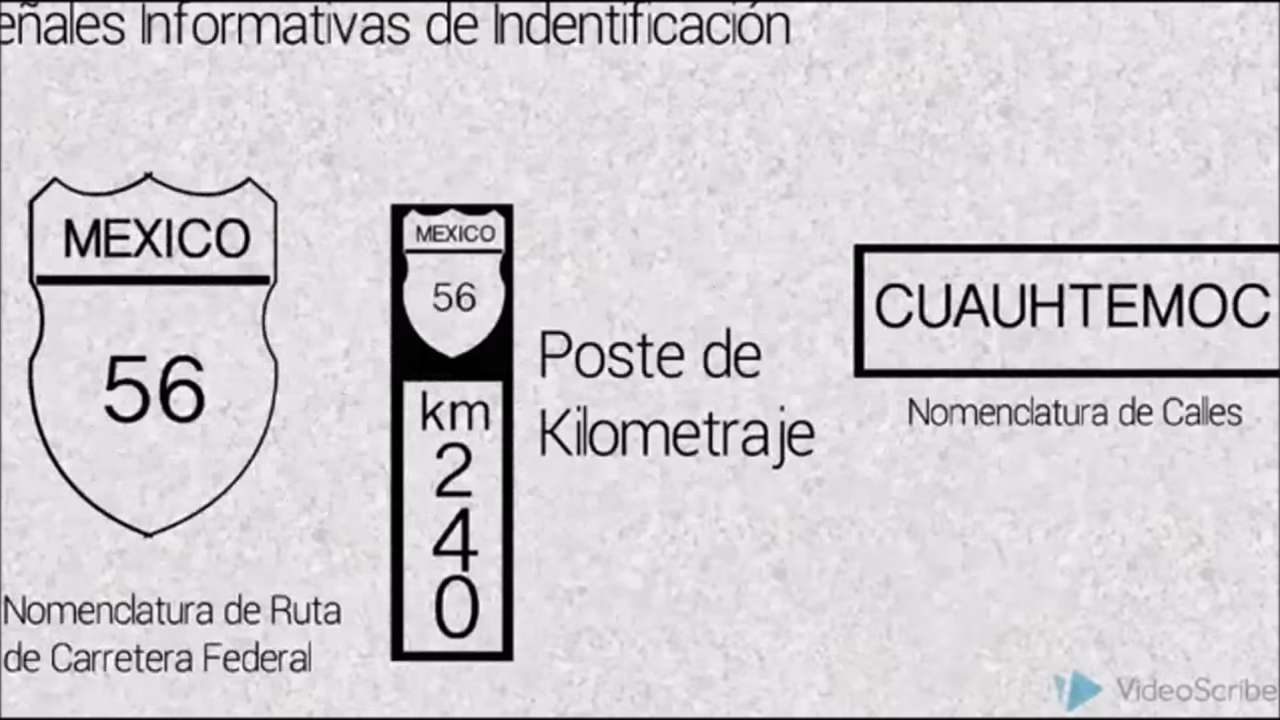 eñales Informativas de Indentificación
MEXICO
56
Nomenclatura de Ruta
de Carretera Federal
MEXICO
56
km
2
4
0
Poste de
Kilometraje
CUAUHTEMOC
Nomenclatura de Calles
VideoScribe